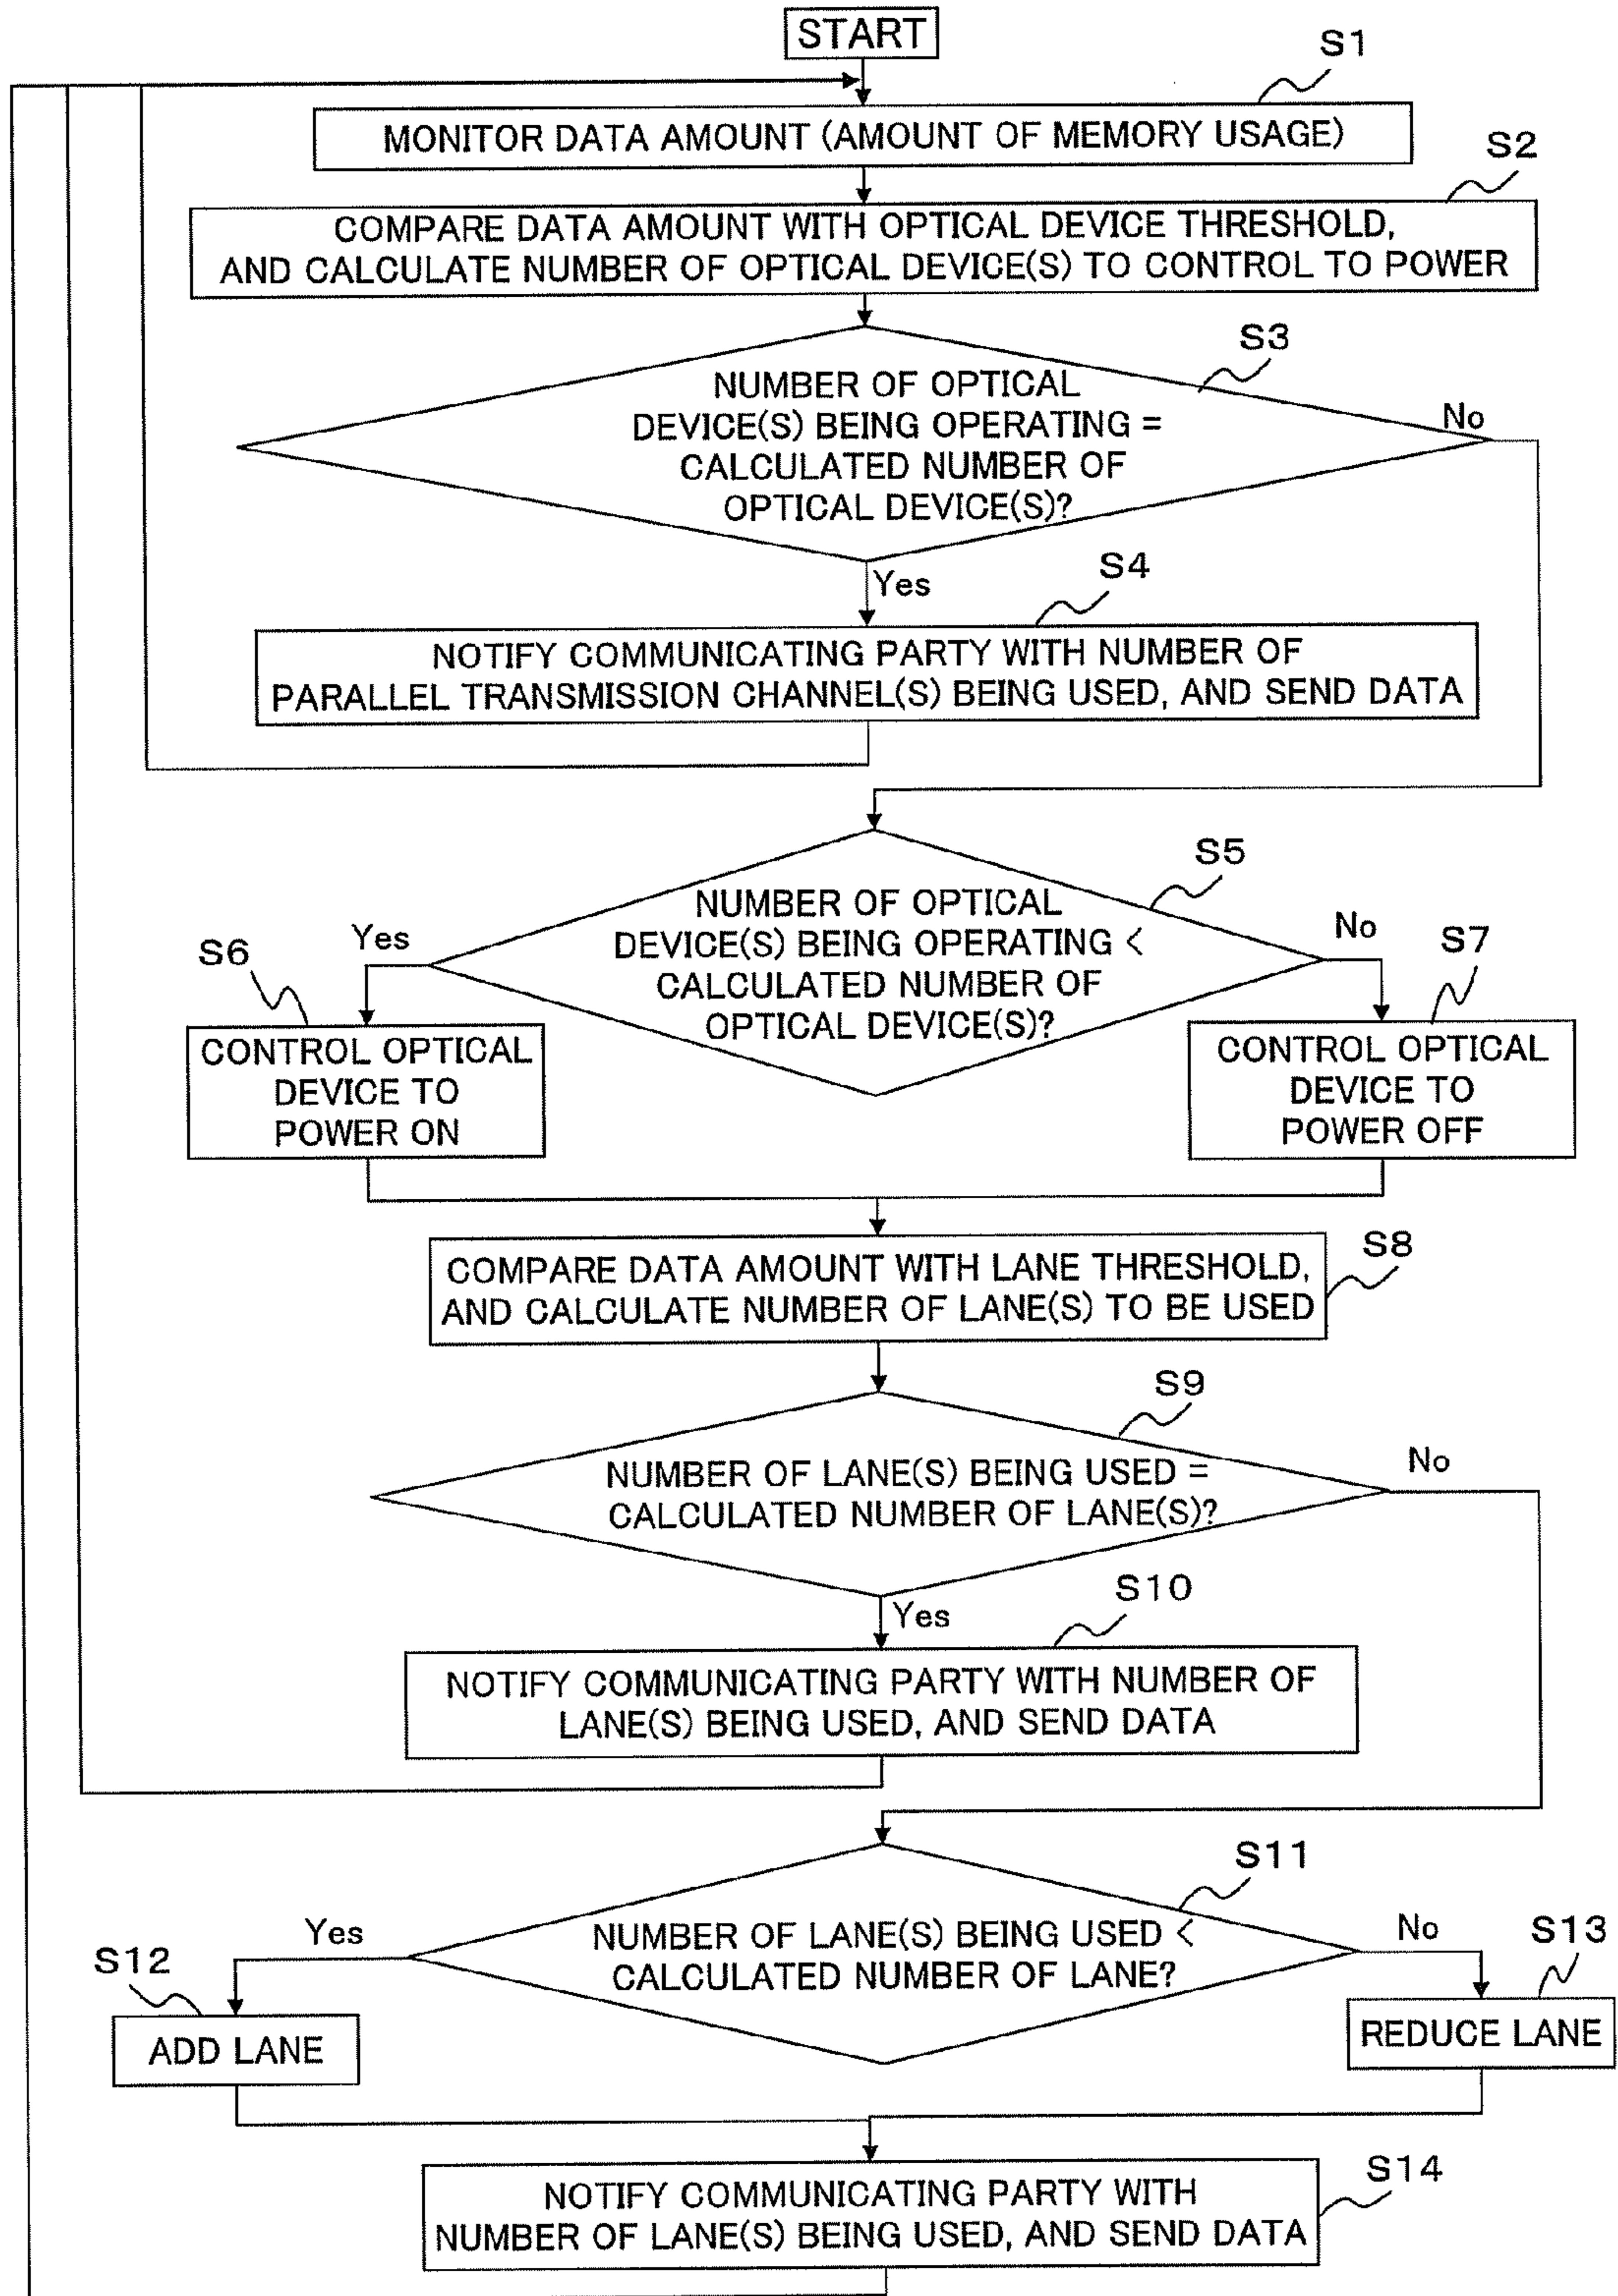 START
S1
MONITOR DATA AMOUNT (AMOUNT OF MEMORY USAGE)
S2
COMPARE DATA AMOUNT WITH OPTICAL DEVICE THRESHOLD,
AND CALCULATE NUMBER OF OPTICAL DEVICE(S) TO CONTROL TO POWER
S3
NUMBER OF OPTICAL
DEVICE(S) BEING OPERATING =
CALCULATED NUMBER OF
OPTICAL DEVICE(S)?
No
Yes
S4
NOTIFY COMMUNICATING PARTY WITH NUMBER OF
PARALLEL TRANSMISSION CHANNEL(S) BEING USED, AND SEND DATA
S5
NUMBER OF OPTICAL
DEVICE(S) BEING OPERATING <
CALCULATED NUMBER OF
OPTICAL DEVICE(S)?
Yes
No
S6
CONTROL OPTICAL
DEVICE TO
POWER ON
S7
CONTROL OPTICAL
DEVICE TO
POWER OFF
S8
COMPARE DATA AMOUNT WITH LANE THRESHOLD,
AND CALCULATE NUMBER OF LANE(S) TO BE USED
S9
NUMBER OF LANE(S) BEING USED =
CALCULATED NUMBER OF LANE(S)?
No
Yes
S10
NOTIFY COMMUNICATING PARTY WITH NUMBER OF
LANE(S) BEING USED, AND SEND DATA
S11
NUMBER OF LANE(S) BEING USED <
CALCULATED NUMBER OF LANE?
Yes
No
S12
ADD LANE
S13
REDUCE LANE
S14
NOTIFY COMMUNICATING PARTY WITH
NUMBER OF LANE(S) BEING USED, AND SEND DATA